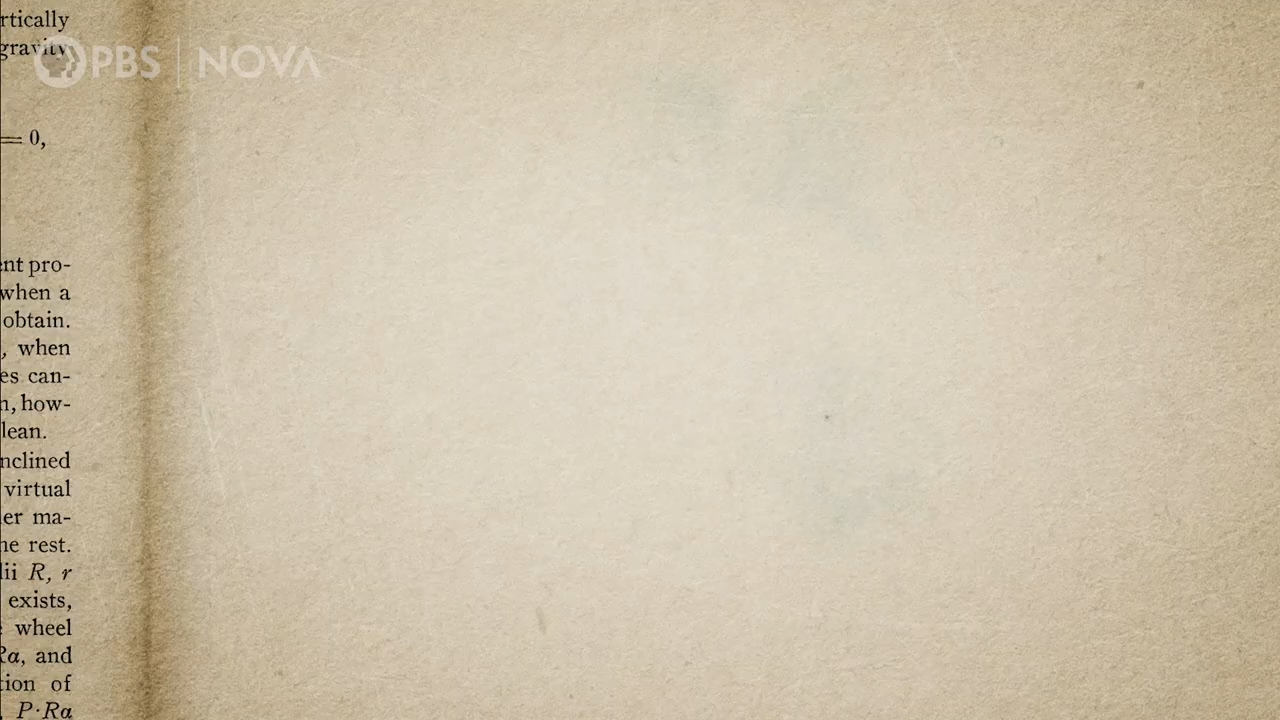 rtically
gravity
PBS NOVA
= 0,
ent pro-
when a
obtain.
, when
es can-
n, how-
lean.
nclined
virtual
er ma-
he rest.
lii R, r
exists,
wheel
Ra, and
tion of
P·Ra